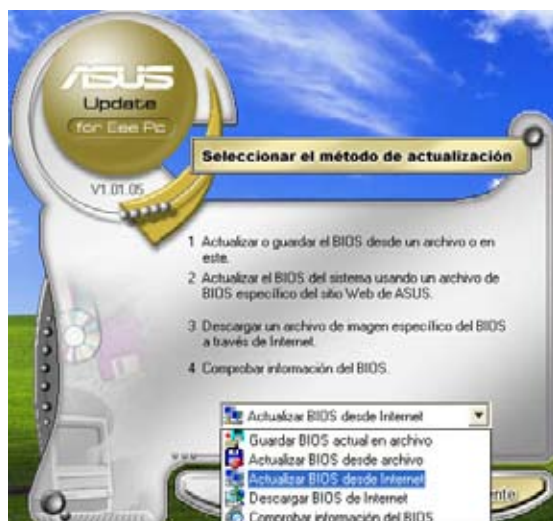 ASUS
Update
for Eee Pc
V1.01.05
Seleccionar el método de actualización
1 Actualizar o guardar el BIOS desde un archivo o en
este.
2 Actualizar el BIOS del sistema usando un archivo de
BIOS específico del sitio Web de ASUS.
3 Descargar un archivo de imagen específico del BIOS
a través de Internet.
4 Comprobar información del BIOS.
Actualizar BIOS desde Internet
Guardar BIOS actual en archivo
Actualizar BIOS desde archivo
Actualizar BIOS desde Internet
Descargar BIOS de Internet
Comprobar información del BIOS